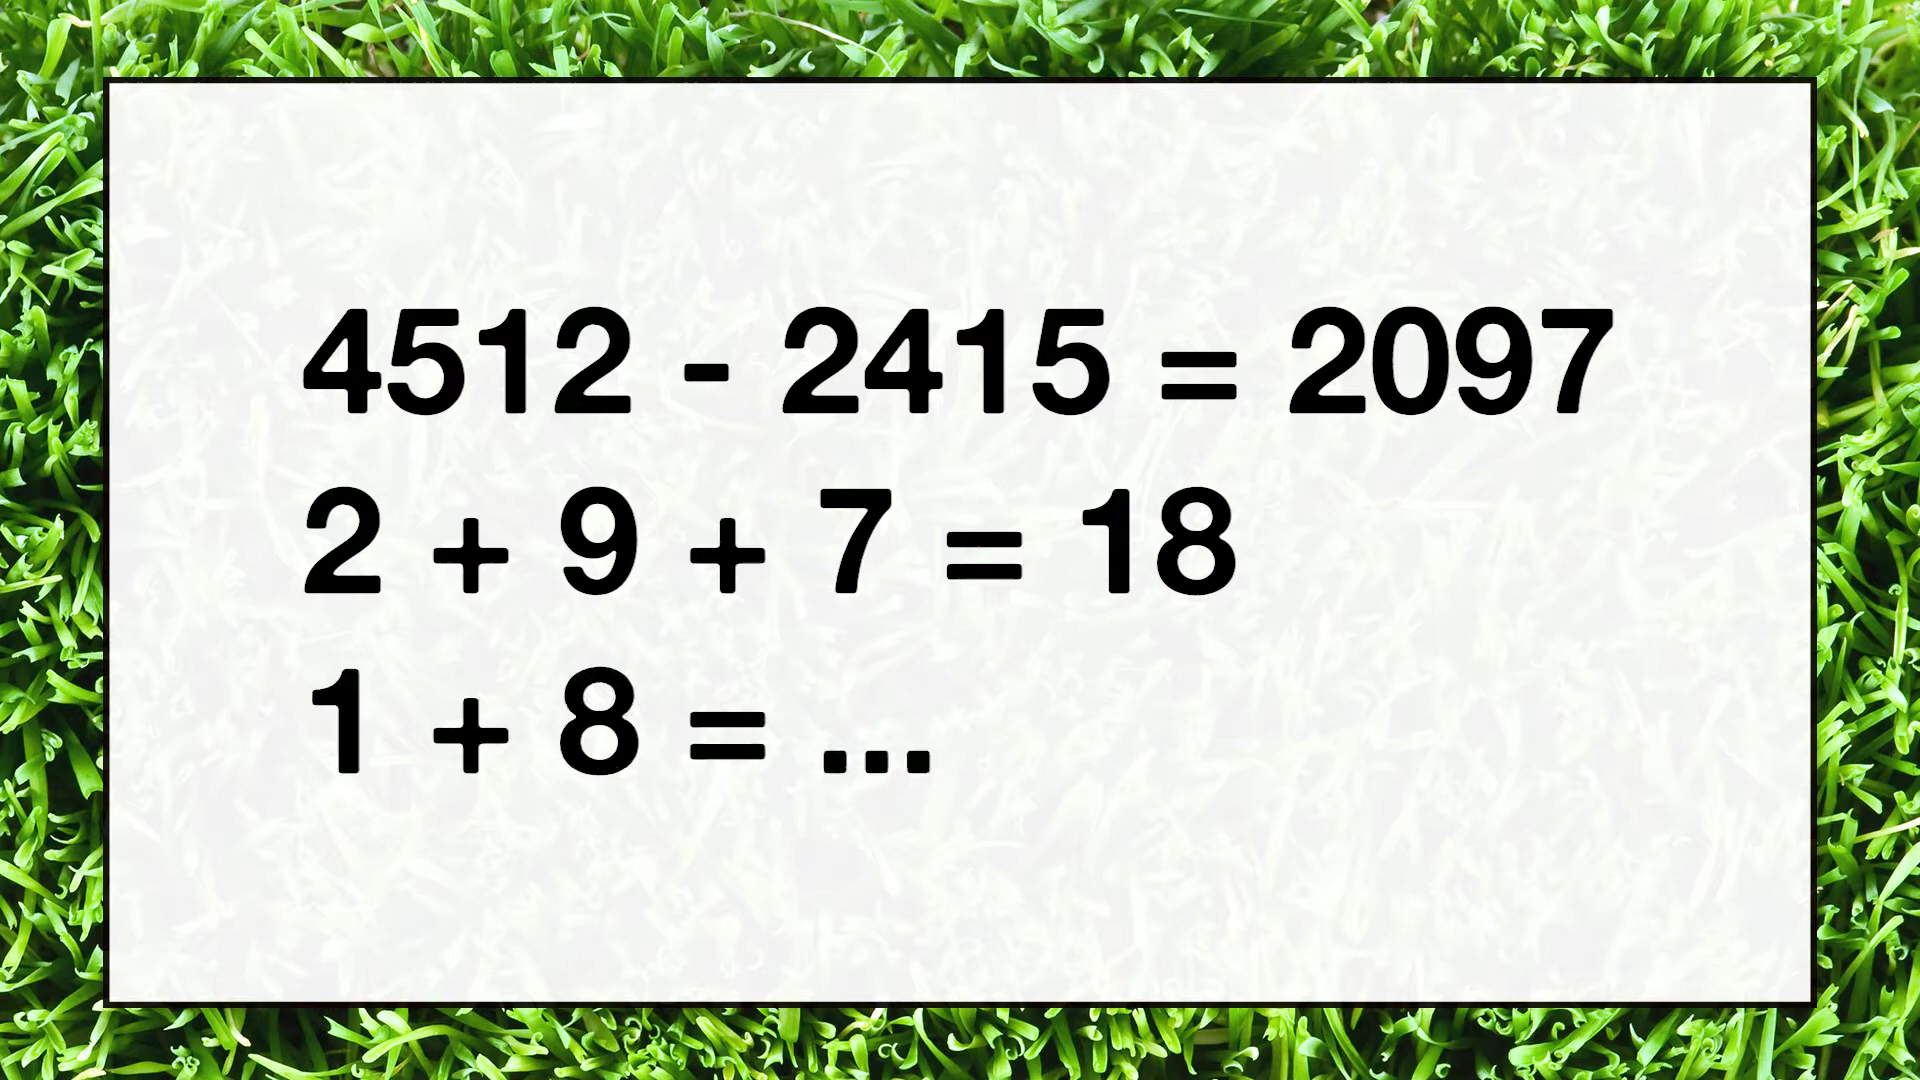 4512 - 2415 = 2097
2 + 9 + 7 = 18
1 + 8 = ...